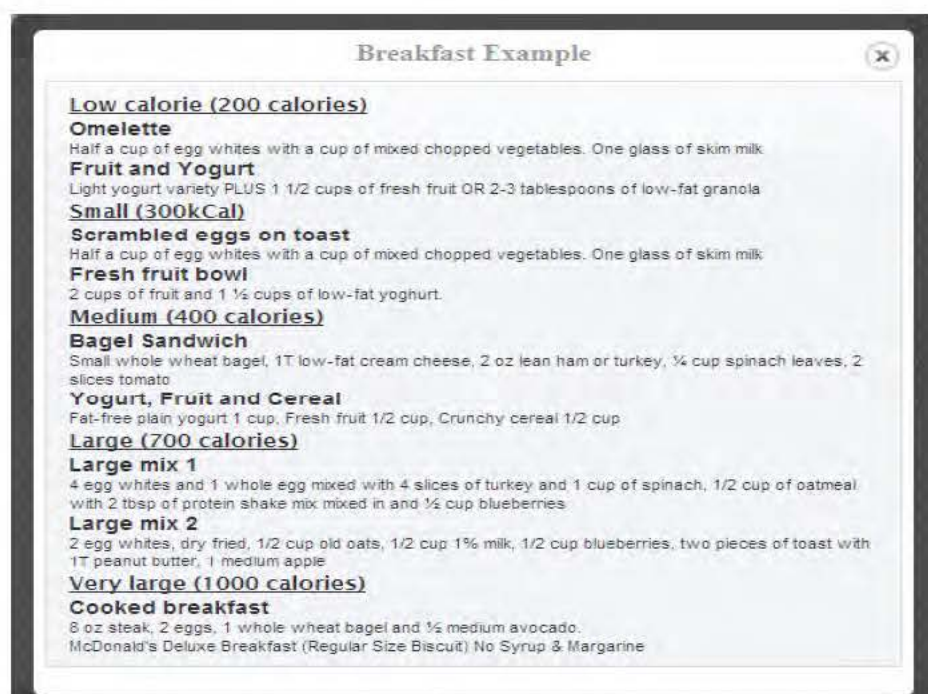 Breakfast Example
Low calorie (200 calories)
Omelette
Half a cup of egg whites with a cup of mixed chopped vegetables. One glass of skim milk
Fruit and Yogurt
Light yogurt variety PLUS 1 1/2 cups of fresh fruit OR 2-3 tablespoons of low-fat granola
Small (300kCal)
Scrambled eggs on toast
Half a cup of egg whites with a cup of mixed chopped vegetables. One glass of skim milk
Fresh fruit bowl
2 cups of fruit and 1 ½ cups of low-fat yoghurt.
Medium (400 calories)
Bagel Sandwich
Small whole wheat bagel, 1T low-fat cream cheese, 2 oz lean ham or turkey, ¼ cup spinach leaves, 2
slices tomato
Yogurt, Fruit and Cereal
Fat-free plain yogurt 1 cup, Fresh fruit 1/2 cup, Crunchy cereal 1/2 cup
Large (700 calories)
Large mix 1
4 egg whites and 1 whole egg mixed with 4 slices of turkey and 1 cup of spinach, 1/2 cup of oatmeal
with 2 tbsp of protein shake mix mixed in and ½ cup blueberries
Large mix 2
2 egg whites, dry fried, 1/2 cup old oats, 1/2 cup 1% milk, 1/2 cup blueberries, two pieces of toast with
1T peanut butter, 1 medium apple
Very large (1000 calories)
Cooked breakfast
8 oz steak, 2 eggs, 1 whole wheat bagel and ½ medium avocado.
McDonald's Deluxe Breakfast (Regular Size Biscuit) No Syrup & Margarine